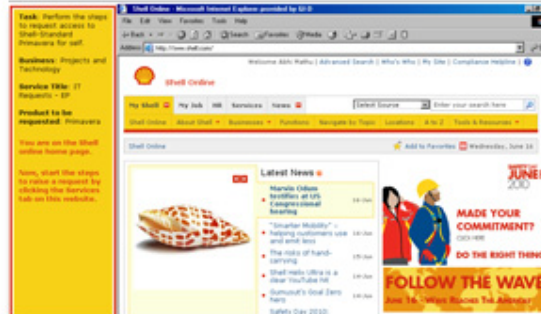 Task: Perform the steps
to request access to
Shell-Standard
Primavera for self.
Business: Projects and
Technology
Service Title: IT
Requests - EP
Product to be
requested: Primavera
You are on the Shell
online home page.
Now, start the steps
to raise a request by
clicking the Services
tab on this website.
Shell Online - Microsoft Internet Explorer provided by
File Edit View Favorites Tools Help
Back Search Favorites Media
Address http://
Welcome Abhi Mathu | Advanced Search | Who's Who | My Site | Compliance Helpline |
Shell Online
My Shell My Job HR Services News Select Source Enter your search here
Shell Online About Shell Businesses Functions Navigate by Topic Locations A to Z Tools & Resources
Shell Online Add to Favorites Wednesday, June 16
Latest News
Marvin Odum
testifies at US
Congressional
hearing
"Smarter Mobility" -
helping customers use
and emit less
The risks of hand-
carrying
Shell Helix Ultra is a
clear YouTube hit
Gumusut's Goal Zero
hero
Safety Day 2010:
JUNE
2010
MADE YOUR
COMMITMENT?
CLICK HERE
DO THE RIGHT THING
FOLLOW THE WAVE